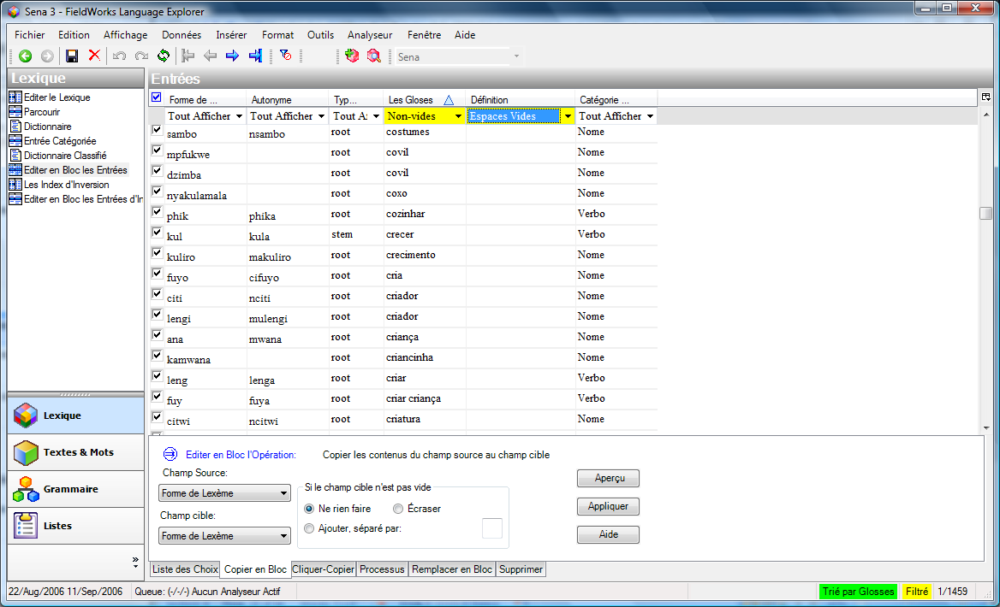 Sena 3 - FieldWorks Language Explorer
Fichier Edition Affichage Données Insérer Format Outils Analyseur Fenêtre Aide
Sena
Lexique
Editer le Lexique
Parcourir
Dictionnaire
Entrée Catégoriée
Dictionnaire Classifié
Editer en Bloc les Entrées
Les Index d'Inversion
Editer en Bloc les Entrées d'Ir
Lexique
Textes & Mots
Grammaire
Listes
Entrées
Forme de ... Autonyme Typ... Les Gloses Définition Catégorie ...
Tout Afficher Tout Afficher Tout A: Non-vides Espaces Vides Tout Afficher
sambo nsambo root costumes Nome
mpfukwe root covil Nome
dzimba root covil Nome
nyakulamala root coxo Nome
phik phika root cozinhar Verbo
kul kula stem crecer Verbo
kuliro makuliro root crecimento Nome
fuyo cifuyo root cria Nome
citi nciti root criador Nome
lengi mulengi root criador Nome
ana mwana root criança Nome
kamwana root criancinha Nome
leng lenga root criar Verbo
fuy fuya root criar criança Verbo
citwi ncitwi root criatura Nome
Editer en Bloc l'Opération: Copier les contenus du champ source au champ cible
Champ Source:
Forme de Lexème
Champ cible:
Forme de Lexème
Si le champ cible n'est pas vide
Ne rien faire Écraser
Ajouter, séparé par:
Aperçu
Appliquer
Aide
Liste des Choix Copier en Bloc Cliquer-Copier Processus Remplacer en Bloc Supprimer
22/Aug/2006 11/Sep/2006 Queue: (-/-/-) Aucun Analyseur Actif Trié par Glosses Filtré 1/1459